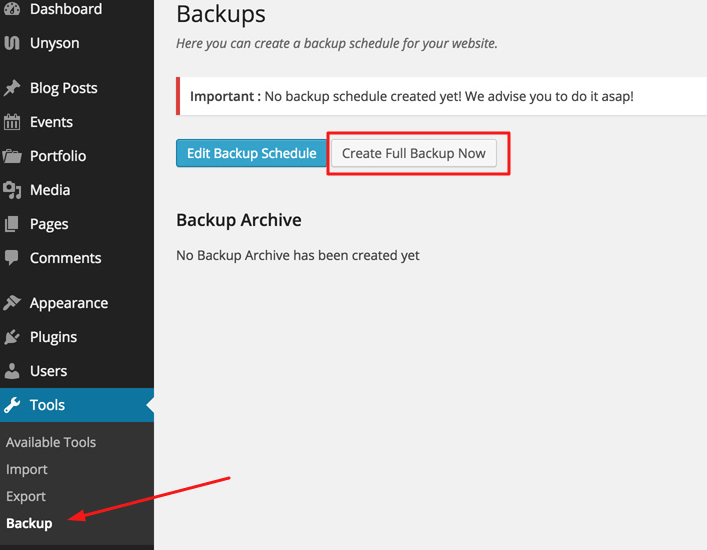 Dashboard
Unyson
Blog Posts
Events
Portfolio
Media
Pages
Comments
Appearance
Plugins
Users
Tools
Available Tools
Import
Export
Backup
Backups
Here you can create a backup schedule for your website.
Important : No backup schedule created yet! We advise you to do it asap!
Edit Backup Schedule
Create Full Backup Now
Backup Archive
No Backup Archive has been created yet